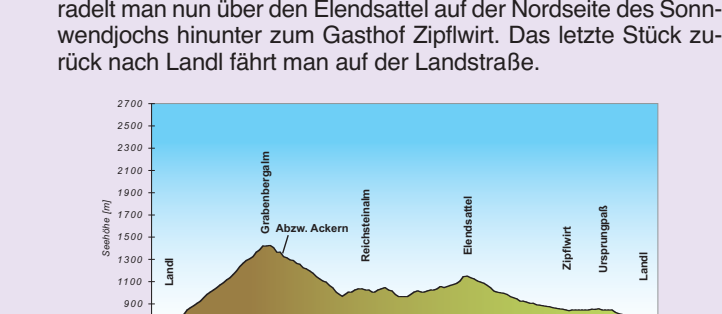 radelt man nun über den Elendsattel auf der Nordseite des Sonn-
wendjochs hinunter zum Gasthof Zipflwirt. Das letzte Stück zu-
rück nach Landl fährt man auf der Landstraße.
2700
2500
2300
2100
1900
1700
1500
1300
1100
900
Seehöhe [m]
Landl
Grabenbergalm
Abzw. Ackern
Reichsteinalm
Elendsattel
Zipflwirt
Ursprungpaß
Landl